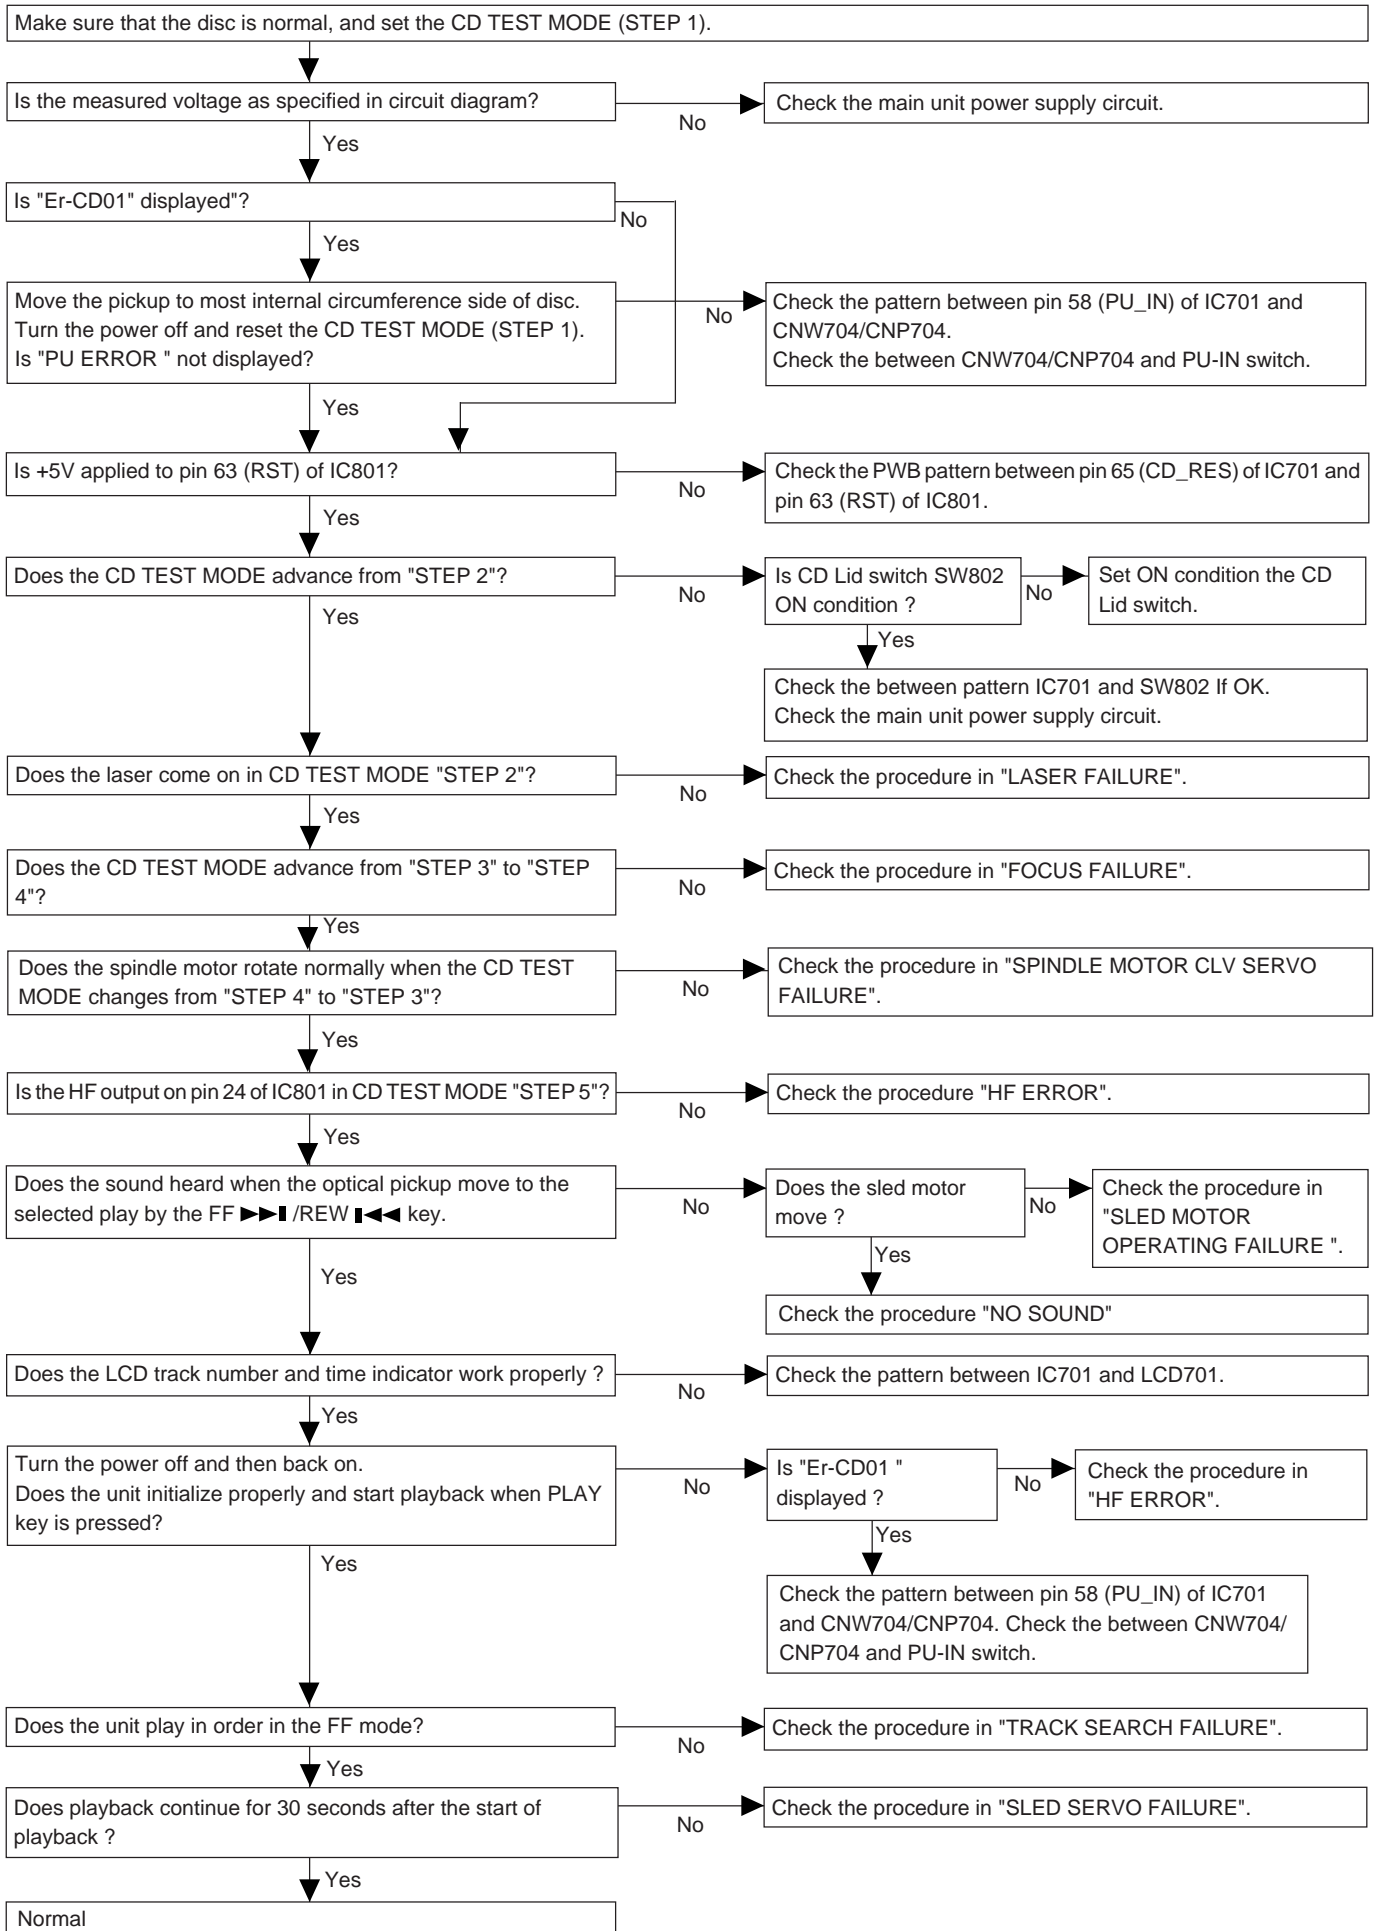 Make sure that the disc is normal, and set the CD TEST MODE (STEP 1).
Is the measured voltage as specified in circuit diagram?
No
Check the main unit power supply circuit.
Yes
Is "Er-CD01" displayed"?
No
Yes
Move the pickup to most internal circumference side of disc.
Turn the power off and reset the CD TEST MODE (STEP 1).
Is "PU ERROR " not displayed?
No
Check the pattern between pin 58 (PU_IN) of IC701 and
CNW704/CNP704.
Check the between CNW704/CNP704 and PU-IN switch.
Yes
Is +5V applied to pin 63 (RST) of IC801?
No
Check the PWB pattern between pin 65 (CD_RES) of IC701 and
pin 63 (RST) of IC801.
Yes
Does the CD TEST MODE advance from "STEP 2"?
No
Is CD Lid switch SW802
ON condition ?
No
Set ON condition the CD
Lid switch.
Yes
Yes
Check the between pattern IC701 and SW802 If OK.
Check the main unit power supply circuit.
Does the laser come on in CD TEST MODE "STEP 2"?
No
Check the procedure in "LASER FAILURE".
Yes
Does the CD TEST MODE advance from "STEP 3" to "STEP
4"?
No
Check the procedure in "FOCUS FAILURE".
Yes
Does the spindle motor rotate normally when the CD TEST
MODE changes from "STEP 4" to "STEP 3"?
No
Check the procedure in "SPINDLE MOTOR CLV SERVO
FAILURE".
Yes
Is the HF output on pin 24 of IC801 in CD TEST MODE "STEP 5"?
No
Check the procedure "HF ERROR".
Yes
Does the sound heard when the optical pickup move to the
selected play by the FF ►►I /REW I◄◄ key.
No
Does the sled motor
move ?
No
Check the procedure in
"SLED MOTOR
OPERATING FAILURE ".
Yes
Yes
Check the procedure "NO SOUND"
Does the LCD track number and time indicator work properly ?
No
Check the pattern between IC701 and LCD701.
Yes
Turn the power off and then back on.
Does the unit initialize properly and start playback when PLAY
key is pressed?
No
Is "Er-CD01 "
displayed ?
No
Check the procedure in
"HF ERROR".
Yes
Yes
Check the pattern between pin 58 (PU_IN) of IC701
and CNW704/CNP704. Check the between CNW704/
CNP704 and PU-IN switch.
Does the unit play in order in the FF mode?
No
Check the procedure in "TRACK SEARCH FAILURE".
Yes
Does playback continue for 30 seconds after the start of
playback ?
No
Check the procedure in "SLED SERVO FAILURE".
Yes
Normal